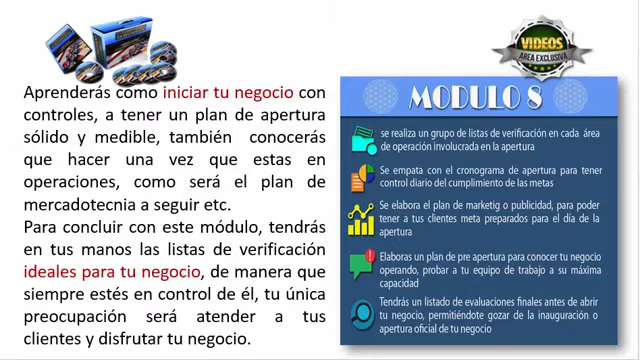 Aprenderás como iniciar tu negocio con
controles, a tener un plan de apertura
sólido y medible, también conocerás
que hacer una vez que estas en
operaciones, como será el plan de
mercadotecnia a seguir etc.
Para concluir con este módulo, tendrás
en tus manos las listas de verificación
ideales para tu negocio, de manera que
siempre estés en control de él, tu única
preocupación será atender a tus
clientes y disfrutar tu negocio.
VIDEOS
AREA EXCLUSIVA
MODULO 8
se realiza un grupo de listas de verificación en cada área
de operación involucrada en la apertura
Se empata con el cronograma de apertura para tener
control diario del cumplimiento de las metas
Se elabora el plan de marketig o publicidad, para poder
tener a tus clientes meta preparados para el día de la
apertura
Elaboras un plan de pre apertura para conocer tu negocio
operando, probar a tu equipo de trabajo a su máxima
capacidad
Tendrás un listado de evaluaciones finales antes de abrir
tu negocio, permitiéndote gozar de la inauguración o
apertura oficial de tu negocio